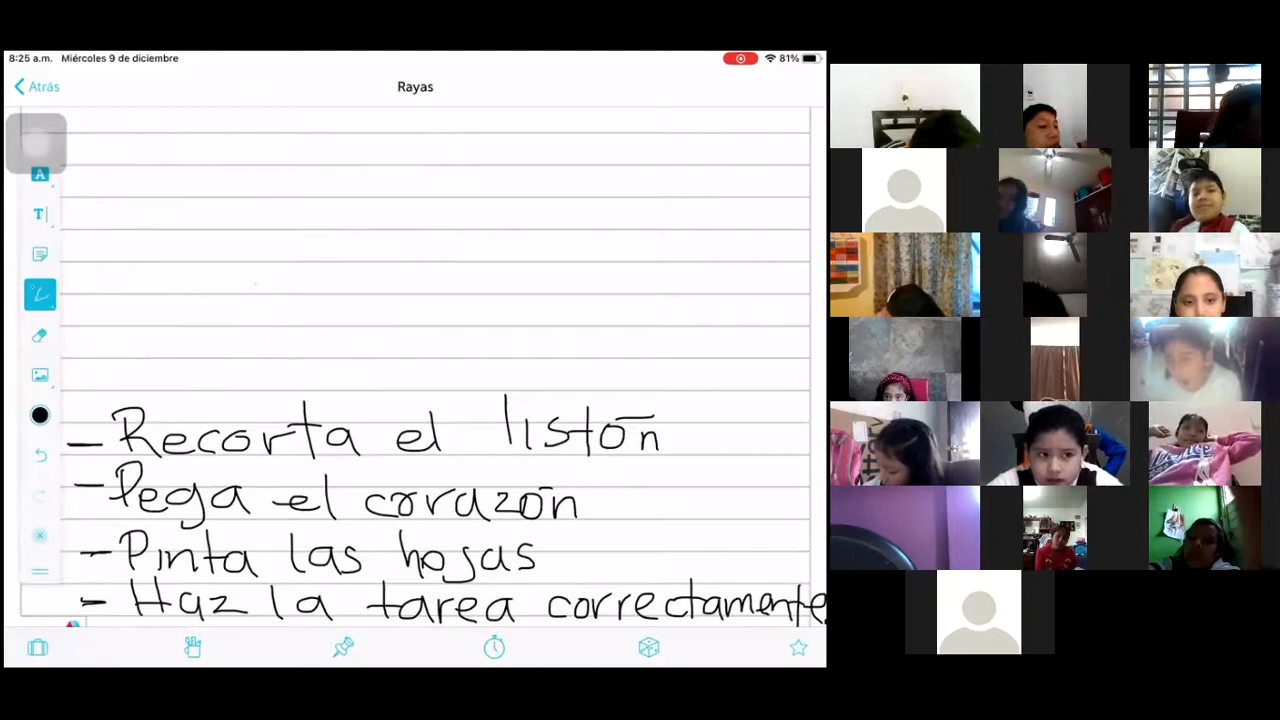 8:25 a.m. Miércoles 9 de diciembre 81%
Atrás Rayas
- Recorta el listón
- Pega el corazón
- Pinta las hojas
- Haz la tarea correctamente